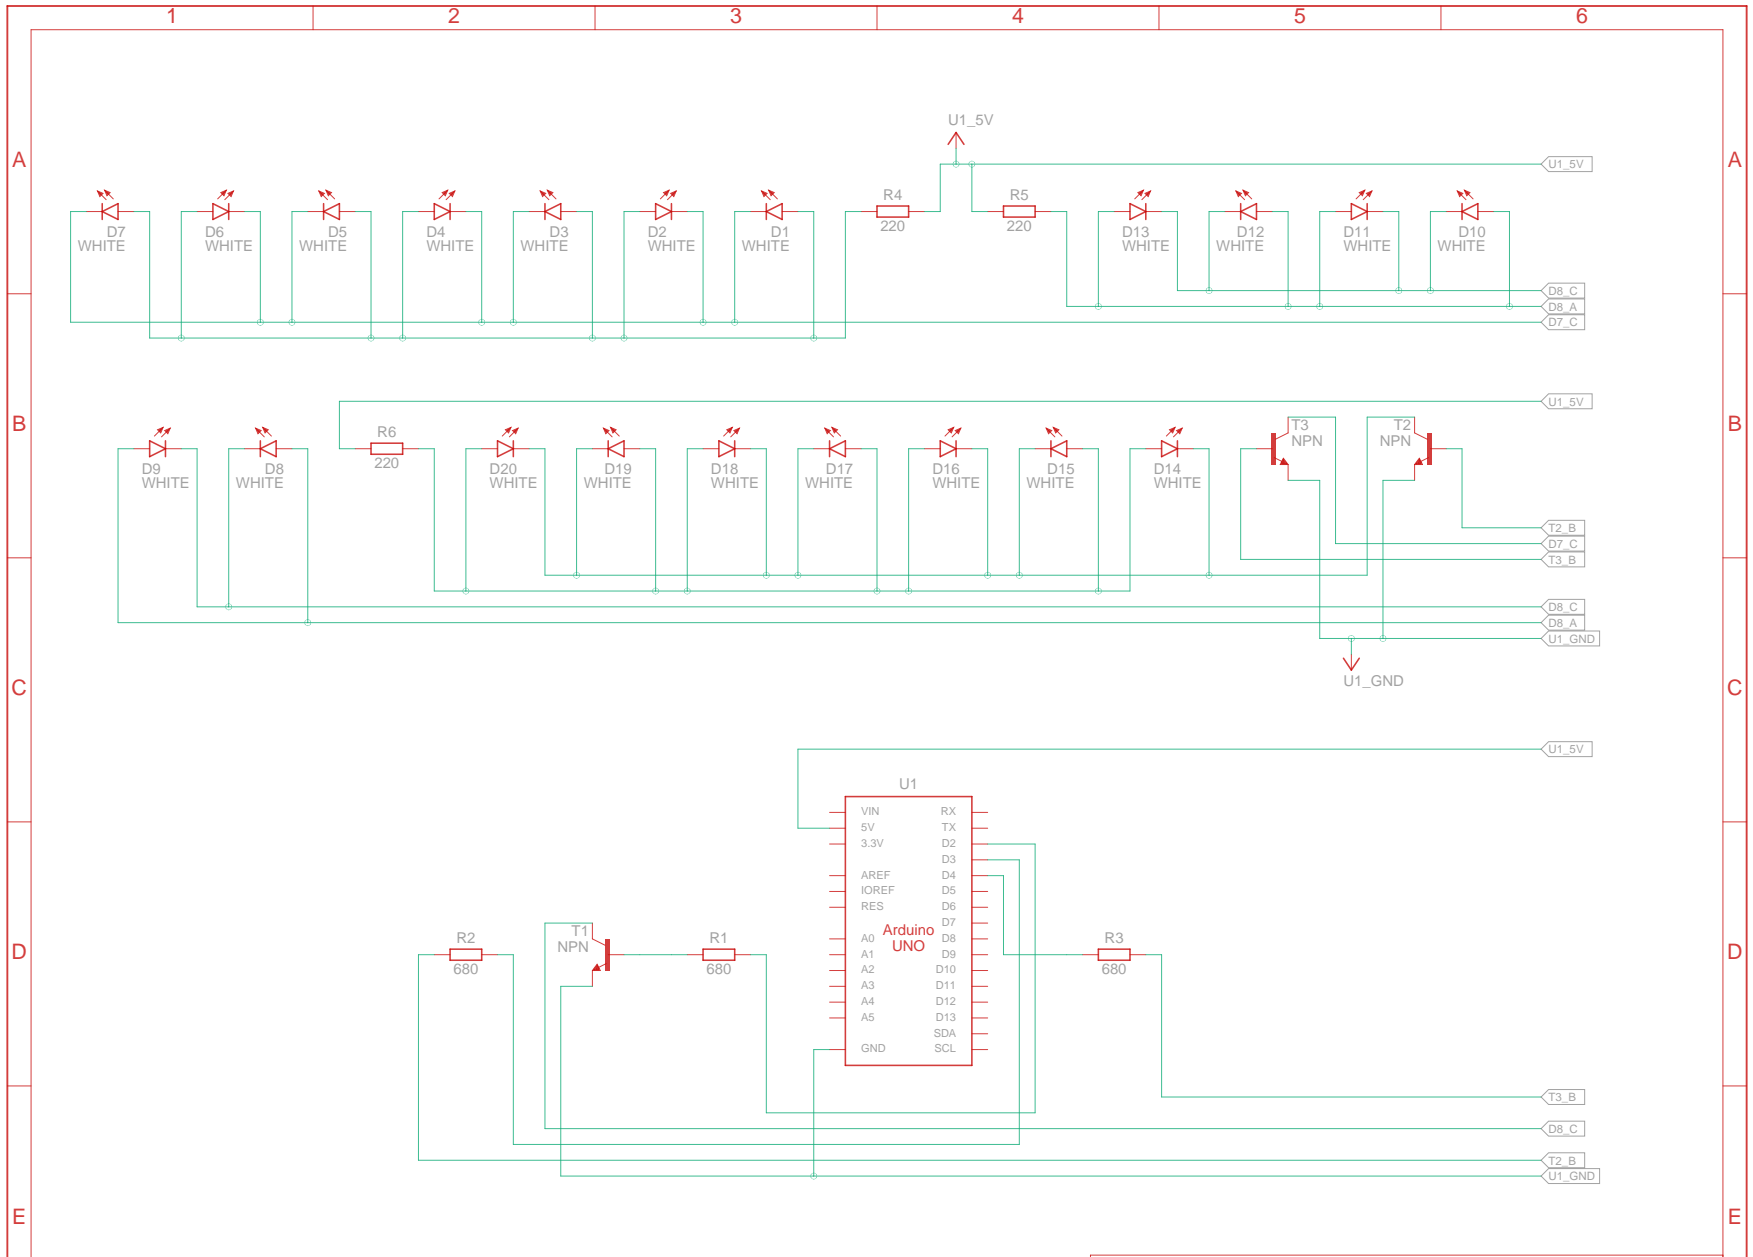 1 2 3 4 5 6
U1_5V
A A
U1_5V
R4 R5
220 220
D7 D6 D5 D4 D3 D2 D1 D13 D12 D11 D10
WHITE WHITE WHITE WHITE WHITE WHITE WHITE WHITE WHITE WHITE WHITE
D8_C
D8_A
D7_C
U1_5V
B B
R6
220
T3 T2
NPN NPN
D9 D8 D20 D19 D18 D17 D16 D15 D14
WHITE WHITE WHITE WHITE WHITE WHITE WHITE WHITE WHITE
T2_B
D7_C
T3_B
D8_C
D8_A
U1_GND
U1_GND
C C
U1_5V
U1
VIN RX
5V TX
3.3V D2
D3
AREF D4
IOREF D5
RES D6
D7
Arduino
UNO
A0 D8
A1 D9
A2 D10
A3 D11
A4 D12
A5 D13
SDA
GND SCL
R2 T1 R1 R3
680 NPN 680 680
D D
T3_B
D8_C
T2_B
U1_GND
E E